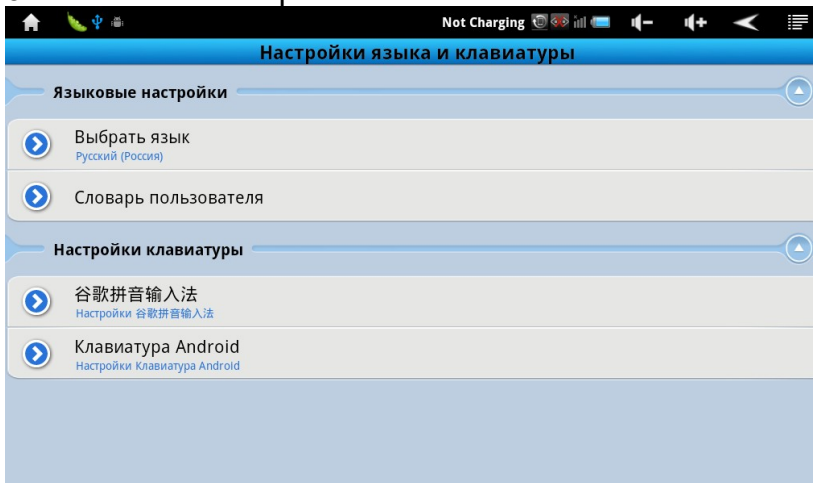 Not Charging
Настройки языка и клавиатуры
Языковые настройки
Выбрать язык
Русский (Россия)
Словарь пользователя
Настройки клавиатуры
谷歌拼音输入法
Настройки 谷歌拼音输入法
Клавиатура Android
Настройки Клавиатура Android